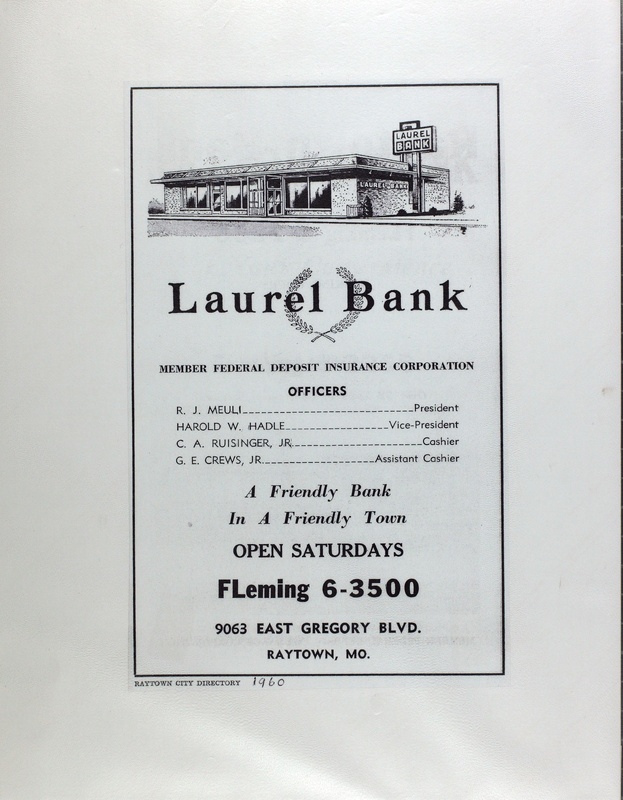 LAUREL
BANK
LAUREL BANK
Laurel Bank
MEMBER FEDERAL DEPOSIT INSURANCE CORPORATION
OFFICERS
R. J. MEULI-----------------------------President
HAROLD W. HADLE------------------Vice-President
C. A. RUISINGER, JR.----------------------Cashier
G. E. CREWS, JR.-------------------Assistant Cashier
A Friendly Bank
In A Friendly Town
OPEN SATURDAYS
FLeming 6-3500
9063 EAST GREGORY BLVD.
RAYTOWN, MO.
RAYTOWN CITY DIRECTORY 1960